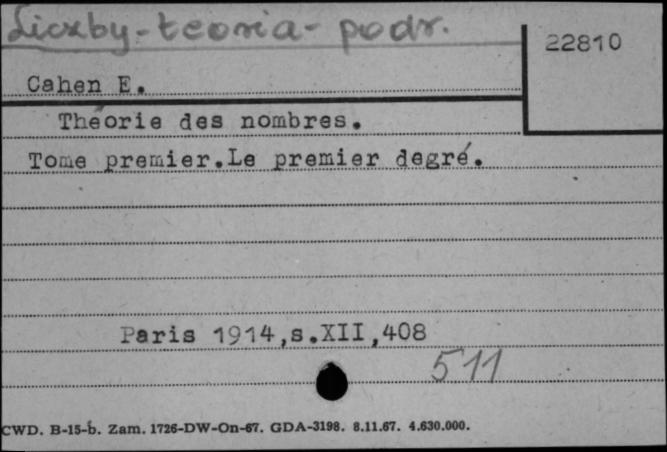 Liczby-teoria-podr.
22810
Cahen E.
Théorie des nombres.
Tome premier.Le premier degré.
Paris 1914,s.XII,408
511
CWD. B-15-b. Zam. 1726-DW-On-67. GDA-3198. 8.11.67. 4.630.000.